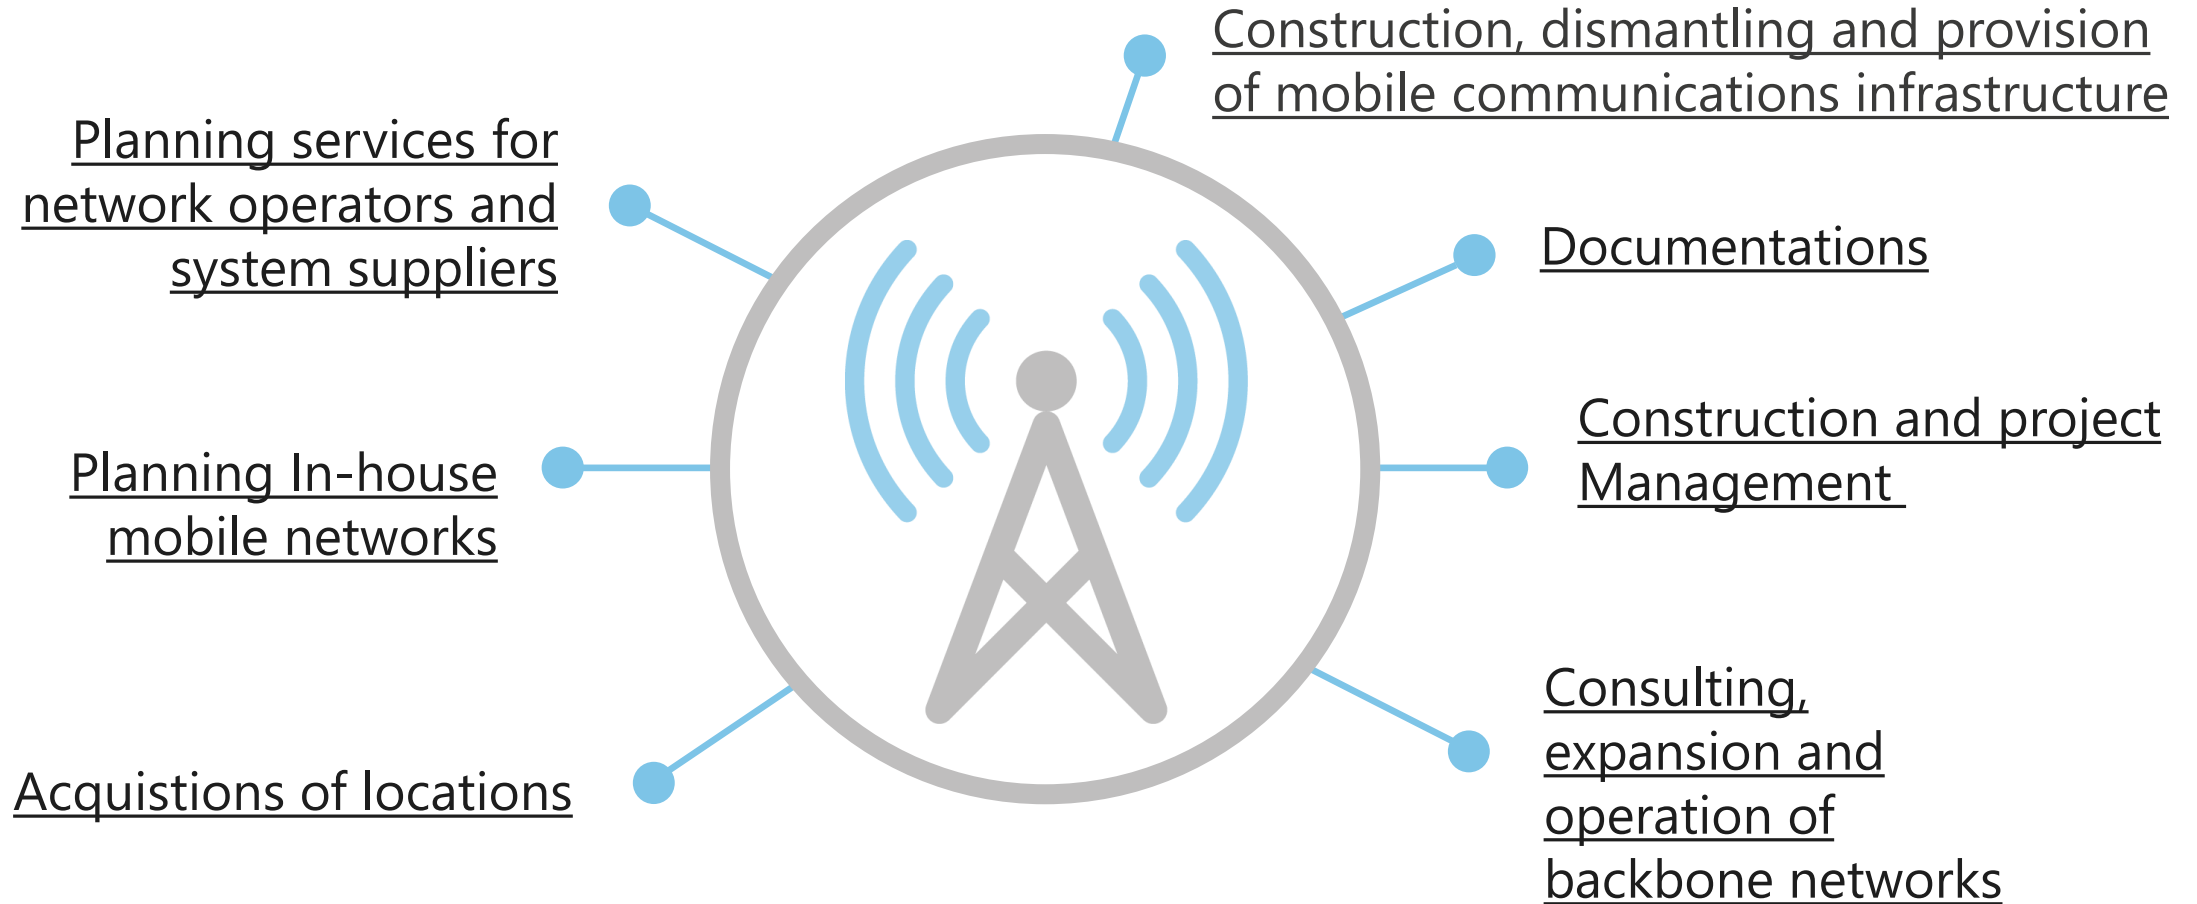 Construction, dismantling and provision
of mobile communications infrastructure
Planning services for
network operators and
system suppliers
Documentations
Planning In-house
mobile networks
Construction and project
Management
Acquistions of locations
Consulting,
expansion and
operation of
backbone networks